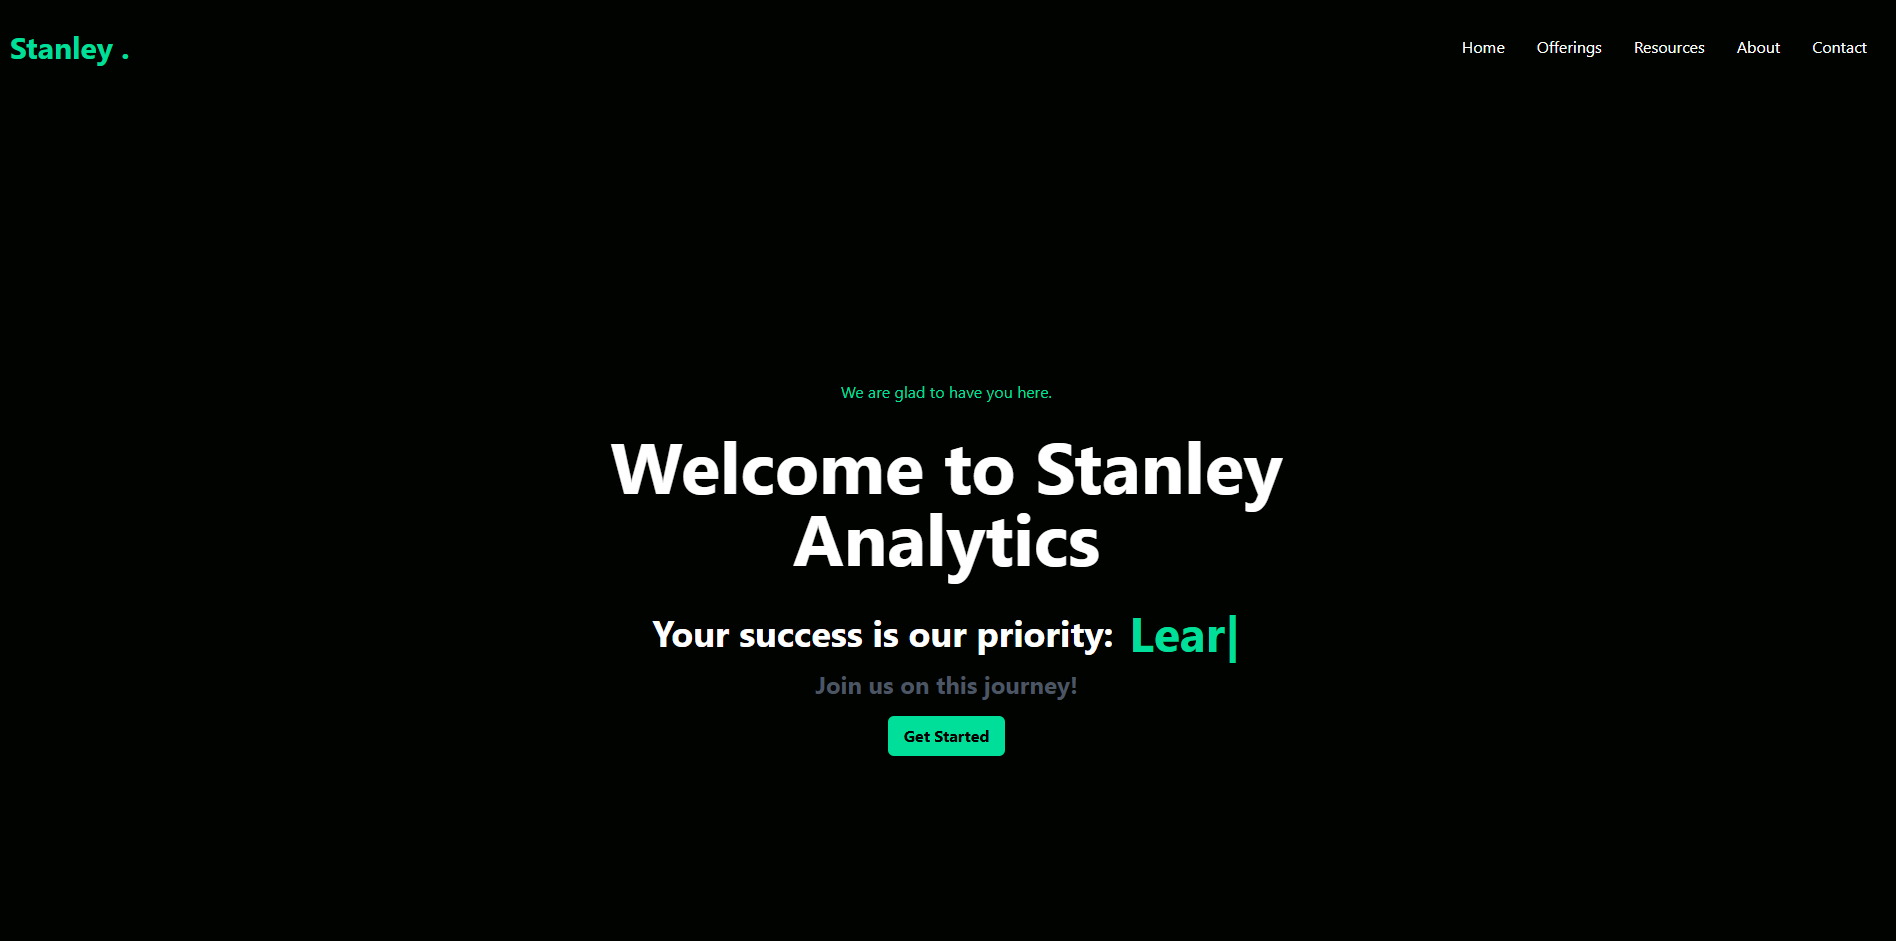 Stanley .
Home Offerings Resources About Contact
We are glad to have you here.
Welcome to Stanley
Analytics
Your success is our priority: Lear|
Join us on this journey!
Get Started